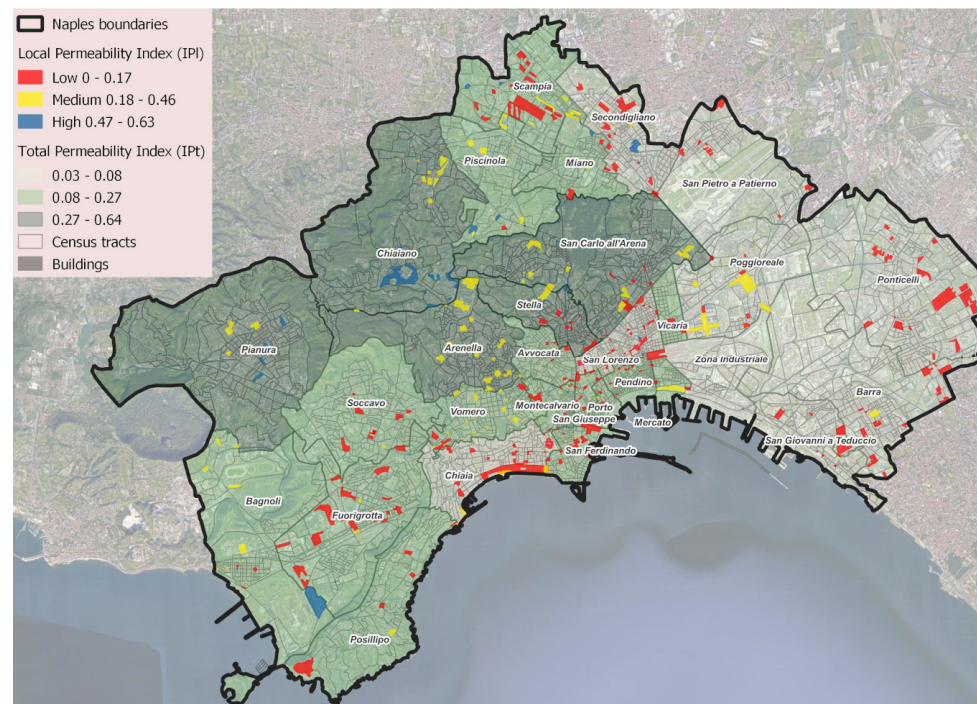 Naples boundaries
Local Permeability Index (IPl)
Low 0 - 0.17
Medium 0.18 - 0.46
High 0.47 - 0.63
Total Permeability Index (IPt)
0.03 - 0.08
0.08 - 0.27
0.27 - 0.64
Census tracts
Buildings
Scampia
Secondigliano
Piscinola
Miano
San Pietro a Patierno
Chiaiano
San Carlo all'Arena
Poggioreale
Ponticelli
Stella
Vicaria
Pianura
Arenella
Avvocata
San Lorenzo
Zona Industriale
Pendino
Barra
Soccavo
Vomero
Montecalvario
Porto
San Giuseppe
Mercato
San Giovanni a Teduccio
San Ferdinando
Chiaia
Bagnoli
Fuorigrotta
Posillipo